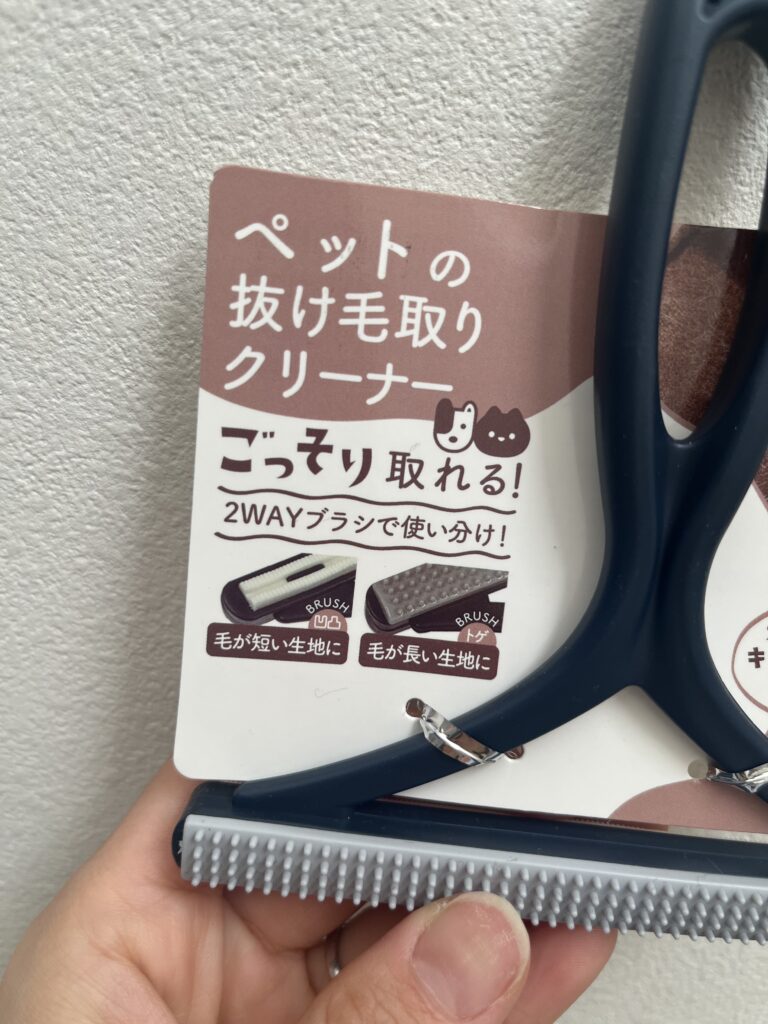 ペットの
抜け毛取り
クリーナー
ごっそり取れる!
2WAYブラシで使い分け!
BRUSH
凹凸
毛が短い生地に
BRUSH
トゲ
毛が長い生地に
キ